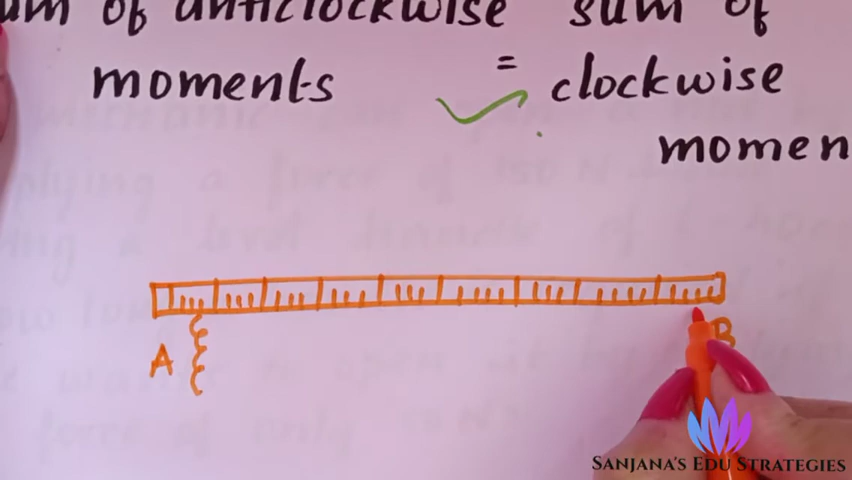 um of anticlockwise sum of
moments = clockwise
momen
A
B
SANJANA'S EDU STRATEGIES